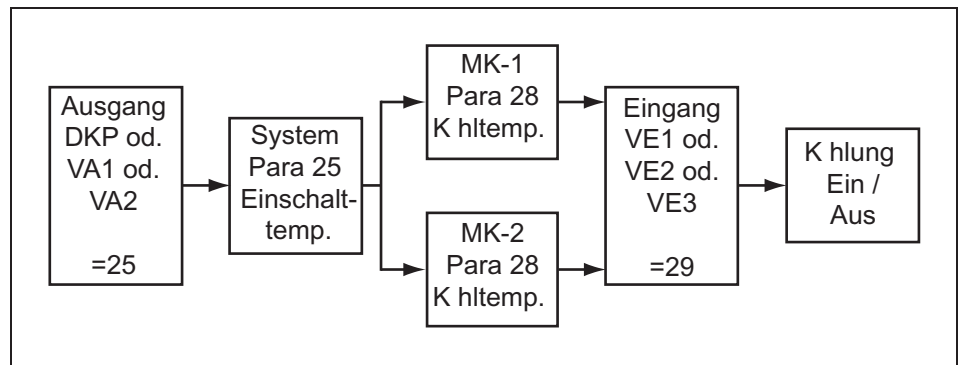 Ausgang
DKP od.
VA1 od.
VA2
=25
System
Para 25
Einschalt-
temp.
MK-1
Para 28
K hltemp.
MK-2
Para 28
K hltemp.
Eingang
VE1 od.
VE2 od.
VE3
=29
K hlung
Ein /
Aus